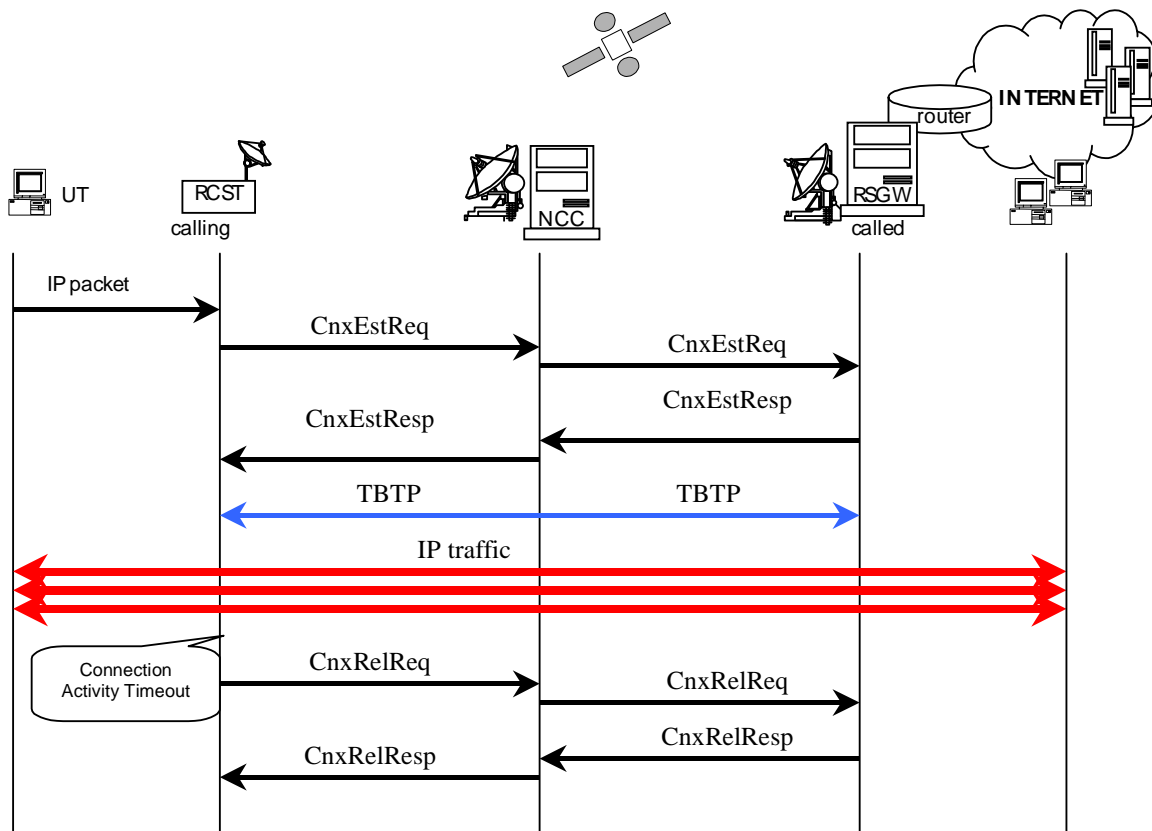 INTERNET
router
UT
RCST
NCC
RSGW
calling
called
IP packet
CnxEstReq
CnxEstReq
CnxEstResp
CnxEstResp
TBTP
TBTP
IP traffic
Connection
Activity Timeout
CnxRelReq
CnxRelReq
CnxRelResp
CnxRelResp